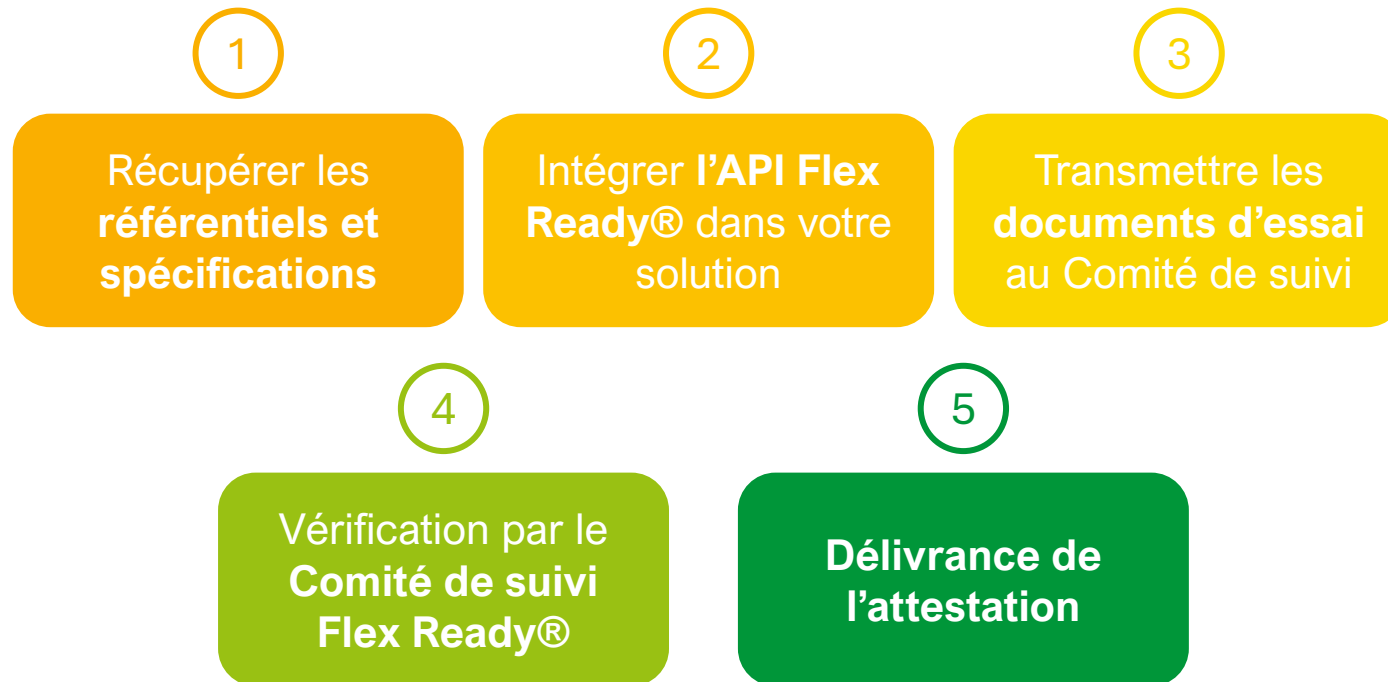 1
Récupérer les
référentiels et
spécifications
2
Intégrer l’API Flex
Ready® dans votre
solution
3
Transmettre les
documents d’essai
au Comité de suivi
4
Vérification par le
Comité de suivi
Flex Ready®
5
Délivrance de
l’attestation